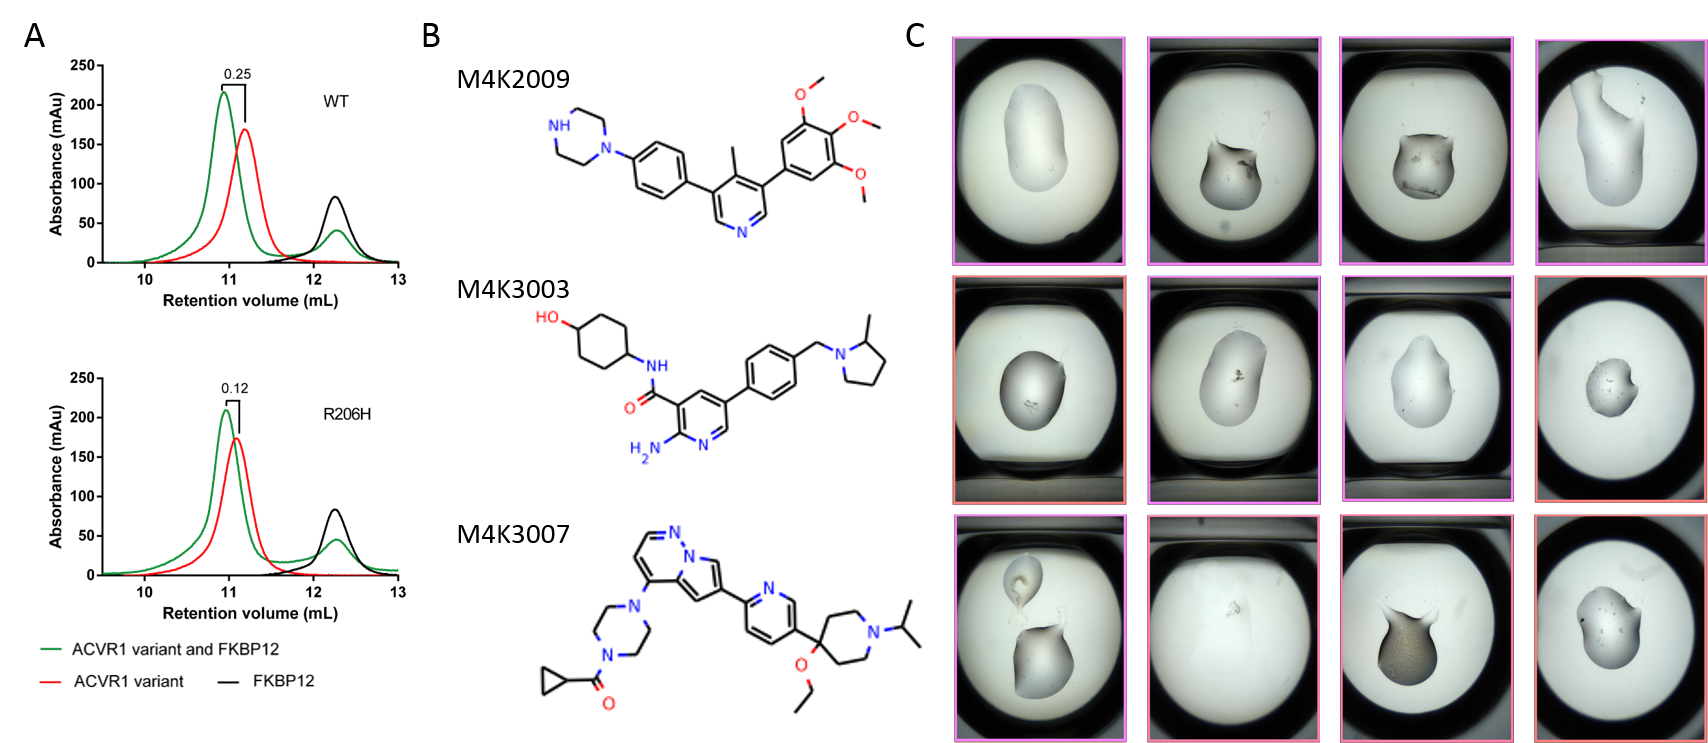 A
B
C
250
200
150
100
50
0
Absorbance (mAu)
0.25
WT
10
11
12
13
Retention volume (mL)
250
200
150
100
50
0
Absorbance (mAu)
0.12
R206H
10
11
12
13
Retention volume (mL)
ACVR1 variant and FKBP12
ACVR1 variant
FKBP12
M4K2009
NH
N
N
O
O
O
M4K3003
HO
NH
O
H2N
N
N
M4K3007
N
N
N
N
N
N
O
O